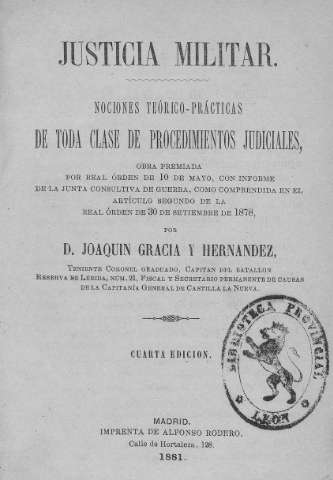 JUSTICIA MILITAR.
NOCIONES TEÓRICO-PRÁCTICAS
DE TODA CLASE DE PROCEDIMIENTOS JUDICIALES,
OBRA PREMIADA
POR REAL ÓRDEN DE 10 DE MAYO, CON INFORME
DE LA JUNTA CONSULTIVA DE GUERRA, COMO COMPRENDIDA EN EL
ARTÍCULO SEGUNDO DE LA
REAL ÓRDEN DE 30 DE SETIEMBRE DE 1878,
POR
D. JOAQUIN GRACIA Y HERNANDEZ,
TENIENTE CORONEL GRADUADO, CAPITAN DEL BATALLON
RESERVA DE LERIDA, NÚM. 21, FISCAL Y SECRETARIO PERMANENTE DE CAUSAS
DE LA CAPITANÍA GENERAL DE CASTILLA LA NUEVA.
CUARTA EDICION.
BIBLIOTECA PROVINCIAL
LEON
MADRID.
IMPRENTA DE ALFONSO RODERO.
Calle de Hortaleza, 128.
1881.